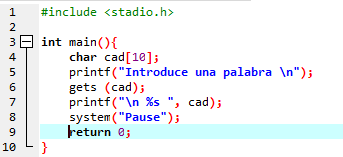 1 #include <stadio.h>
2
3 int main(){
4 char cad[10];
5 printf("Introduce una palabra \n");
6 gets (cad);
7 printf("\n %s ", cad);
8 system("Pause");
9 return 0;
10 }